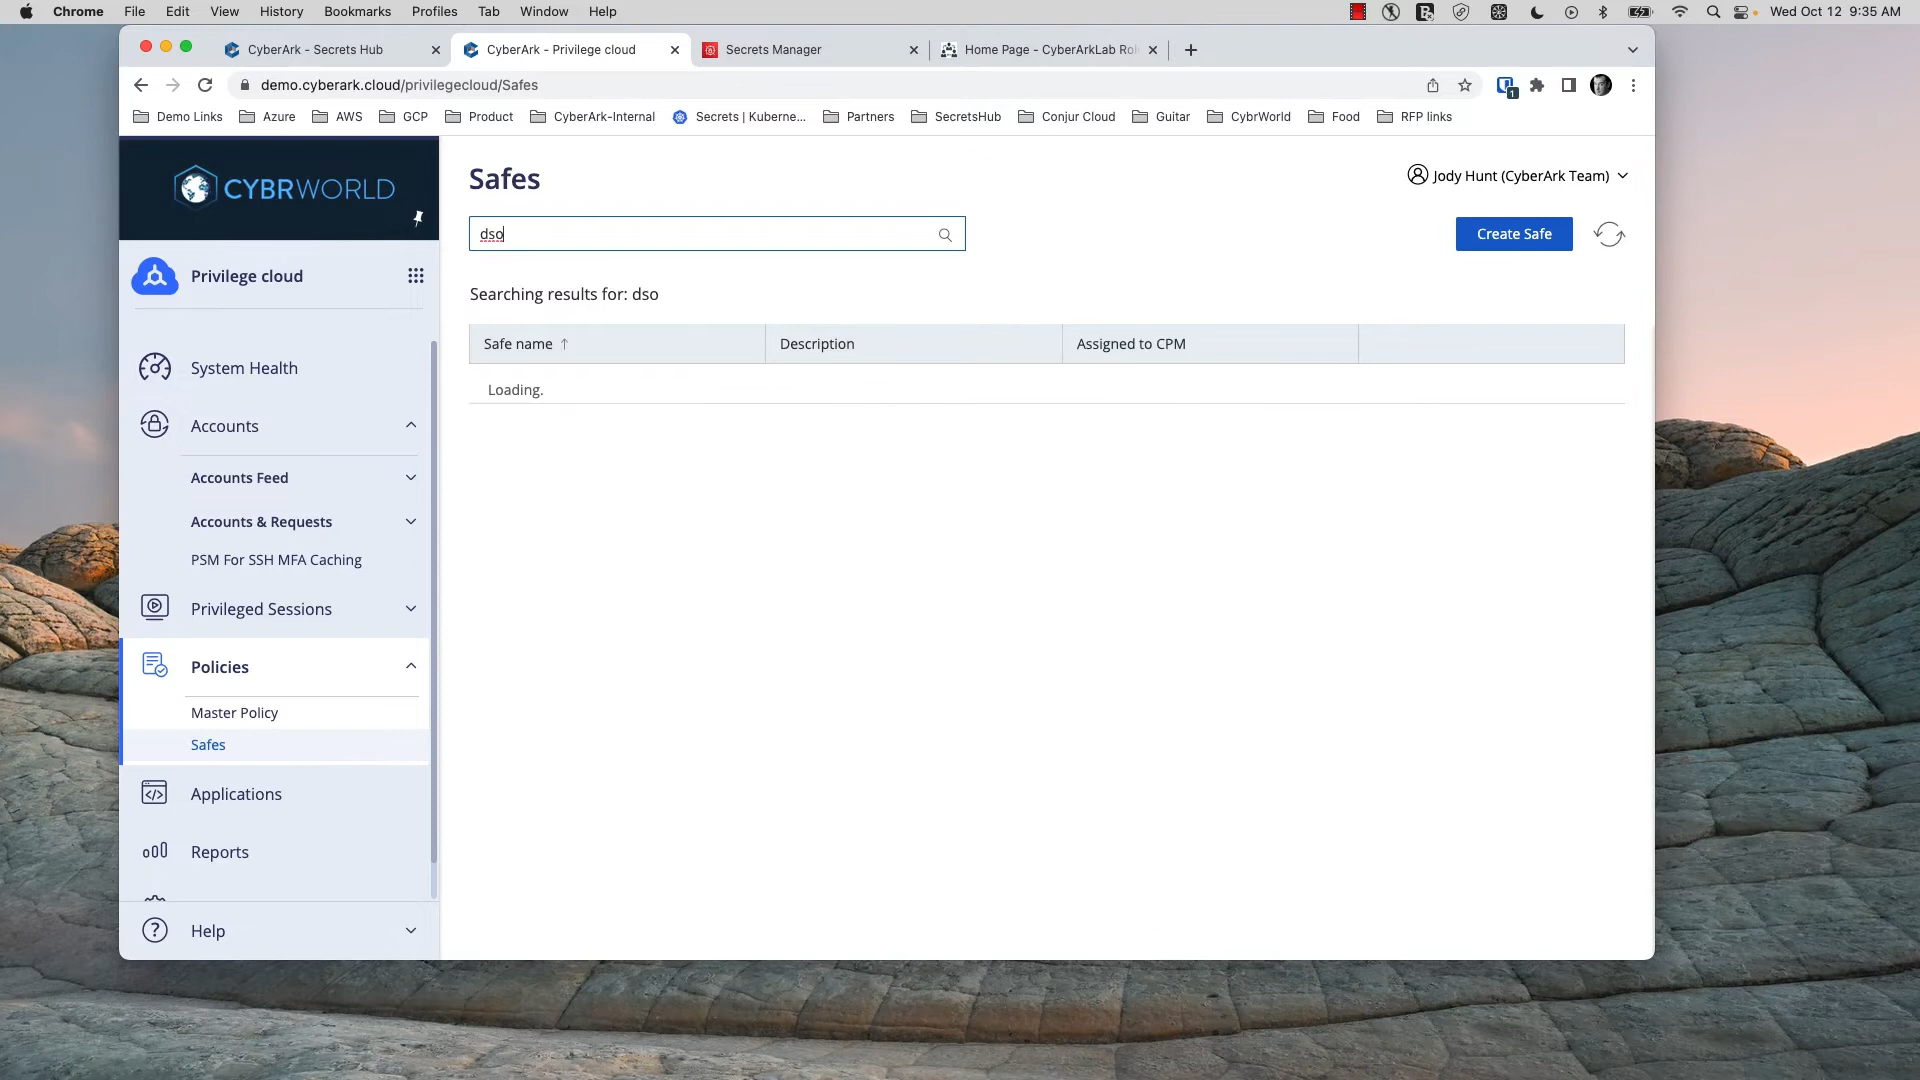 Chrome File Edit View History Bookmarks Profiles Tab Window Help
Wed Oct 12 9:35 AM
CyberArk - Secrets Hub
CyberArk - Privilege cloud
Secrets Manager
Home Page - CyberArkLab Rol
demo.cyberark.cloud/privilegecloud/Safes
1
Demo Links Azure AWS GCP Product CyberArk-Internal Secrets | Kuberne... Partners SecretsHub Conjur Cloud Guitar CybrWorld Food RFP links
CYBRWORLD
Privilege cloud
System Health
Accounts
Accounts Feed
Accounts & Requests
PSM For SSH MFA Caching
Privileged Sessions
Policies
Master Policy
Safes
Applications
Reports
Help
Safes
Jody Hunt (CyberArk Team)
dso
Create Safe
Searching results for: dso
Safe name ↑ Description Assigned to CPM
Loading.